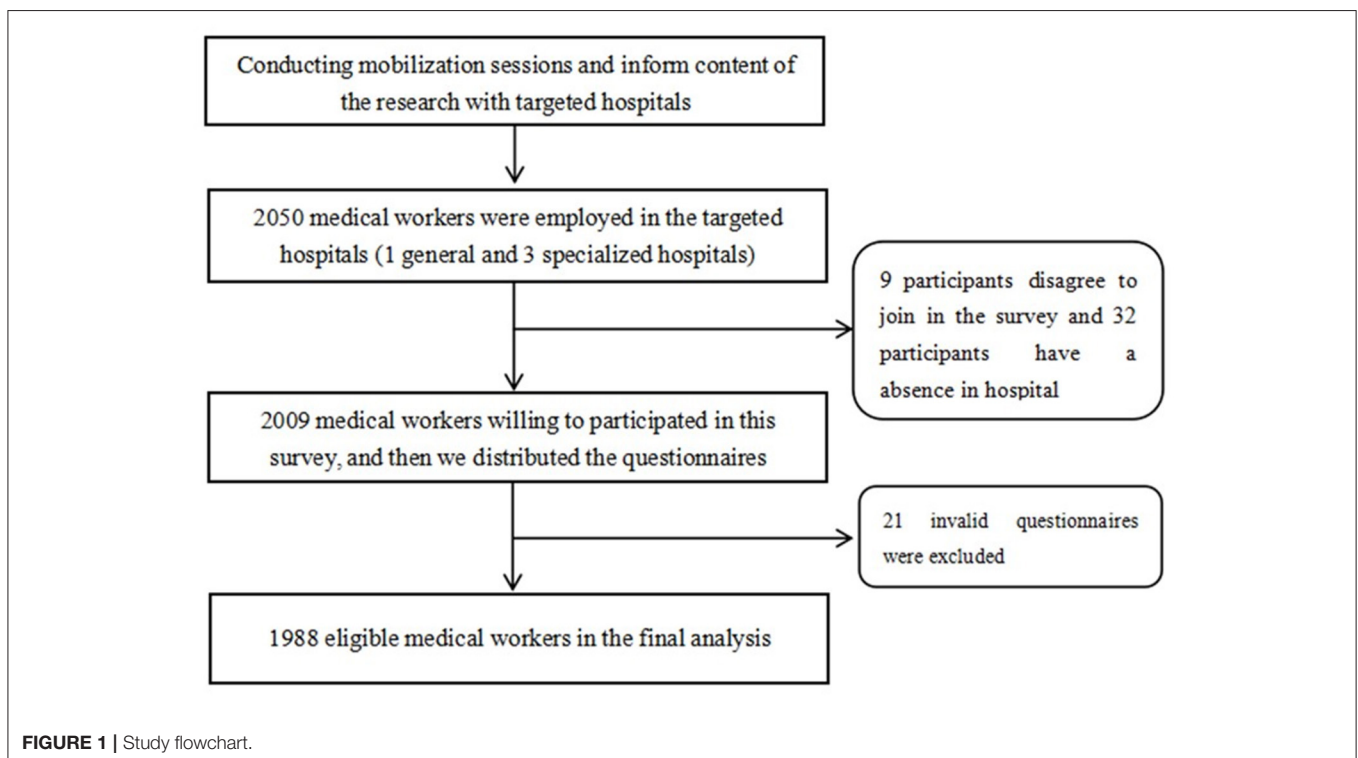 Conducting mobilization sessions and inform content of
the research with targeted hospitals
2050 medical workers were employed in the targeted
hospitals (1 general and 3 specialized hospitals)
9 participants disagree to
join in the survey and 32
participants have a
absence in hospital
2009 medical workers willing to participated in this
survey, and then we distributed the questionnaires
21 invalid questionnaires
were excluded
1988 eligible medical workers in the final analysis
FIGURE 1 | Study flowchart.